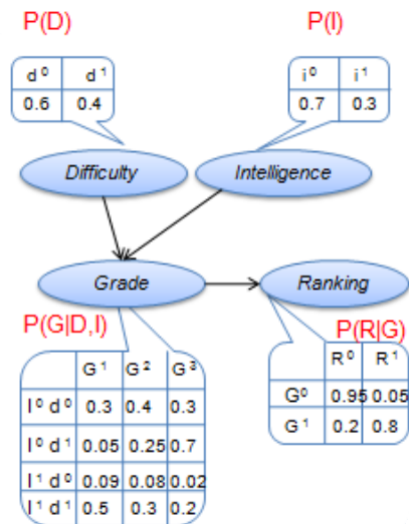 P(D) P(I)
d⁰ d¹ i⁰ i¹
0.6 0.4 0.7 0.3
Difficulty Intelligence
Grade Ranking
P(G|D,I) P(R|G)
G¹ G² G³
I⁰ d⁰ 0.3 0.4 0.3
I⁰ d¹ 0.05 0.25 0.7
I¹ d⁰ 0.09 0.08 0.02
I¹ d¹ 0.5 0.3 0.2
R⁰ R¹
G⁰ 0.95 0.05
G¹ 0.2 0.8